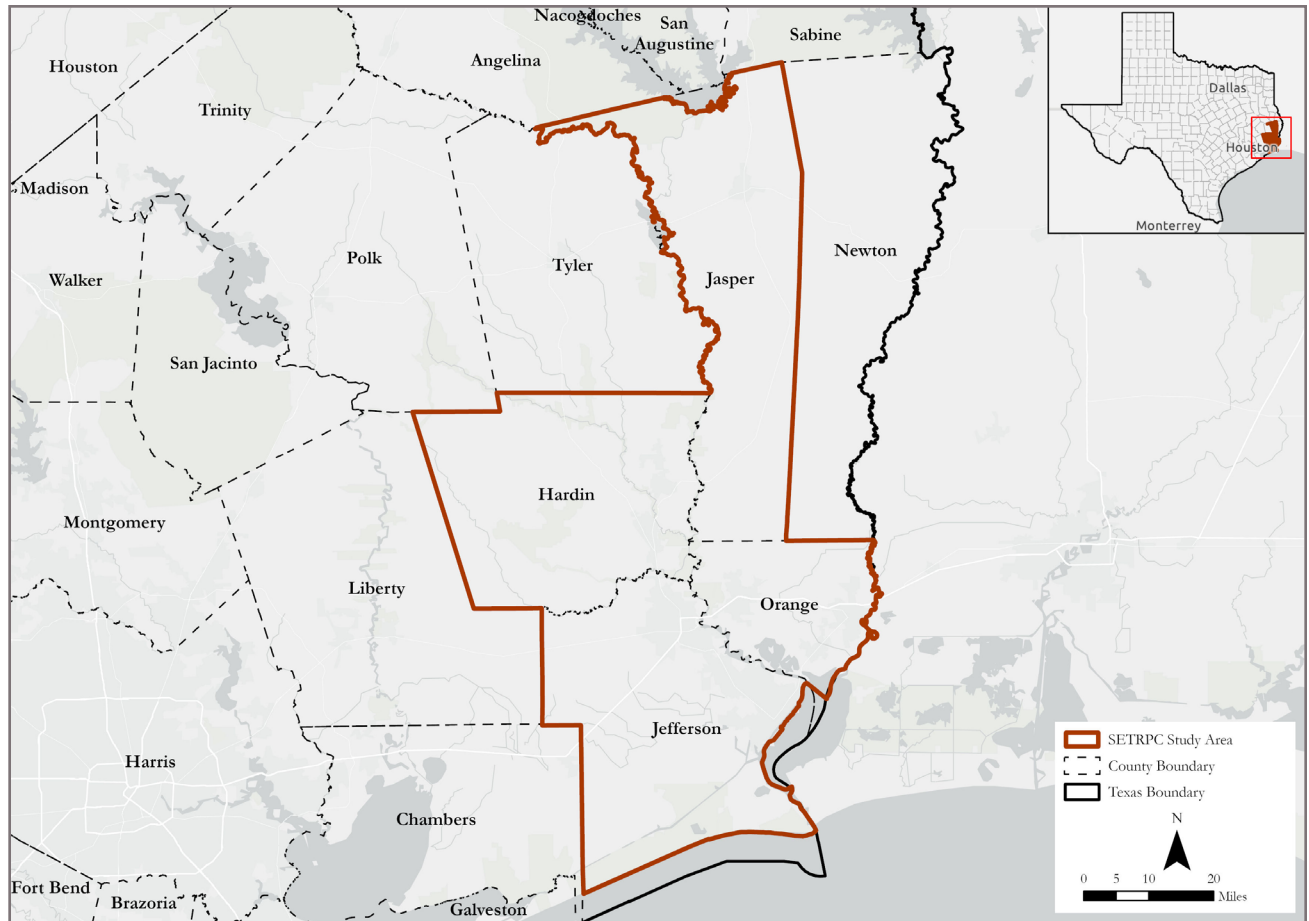 Nacogdoches
San
Augustine
Sabine
Angelina
Houston
Trinity
Madison
Walker
Polk
Tyler
Jasper
Newton
San Jacinto
Hardin
Montgomery
Liberty
Orange
Jefferson
Harris
Chambers
Fort Bend
Brazoria
Galveston
Dallas
Houston
Monterrey
SETRPC Study Area
County Boundary
Texas Boundary
N
0 5 10 20
Miles